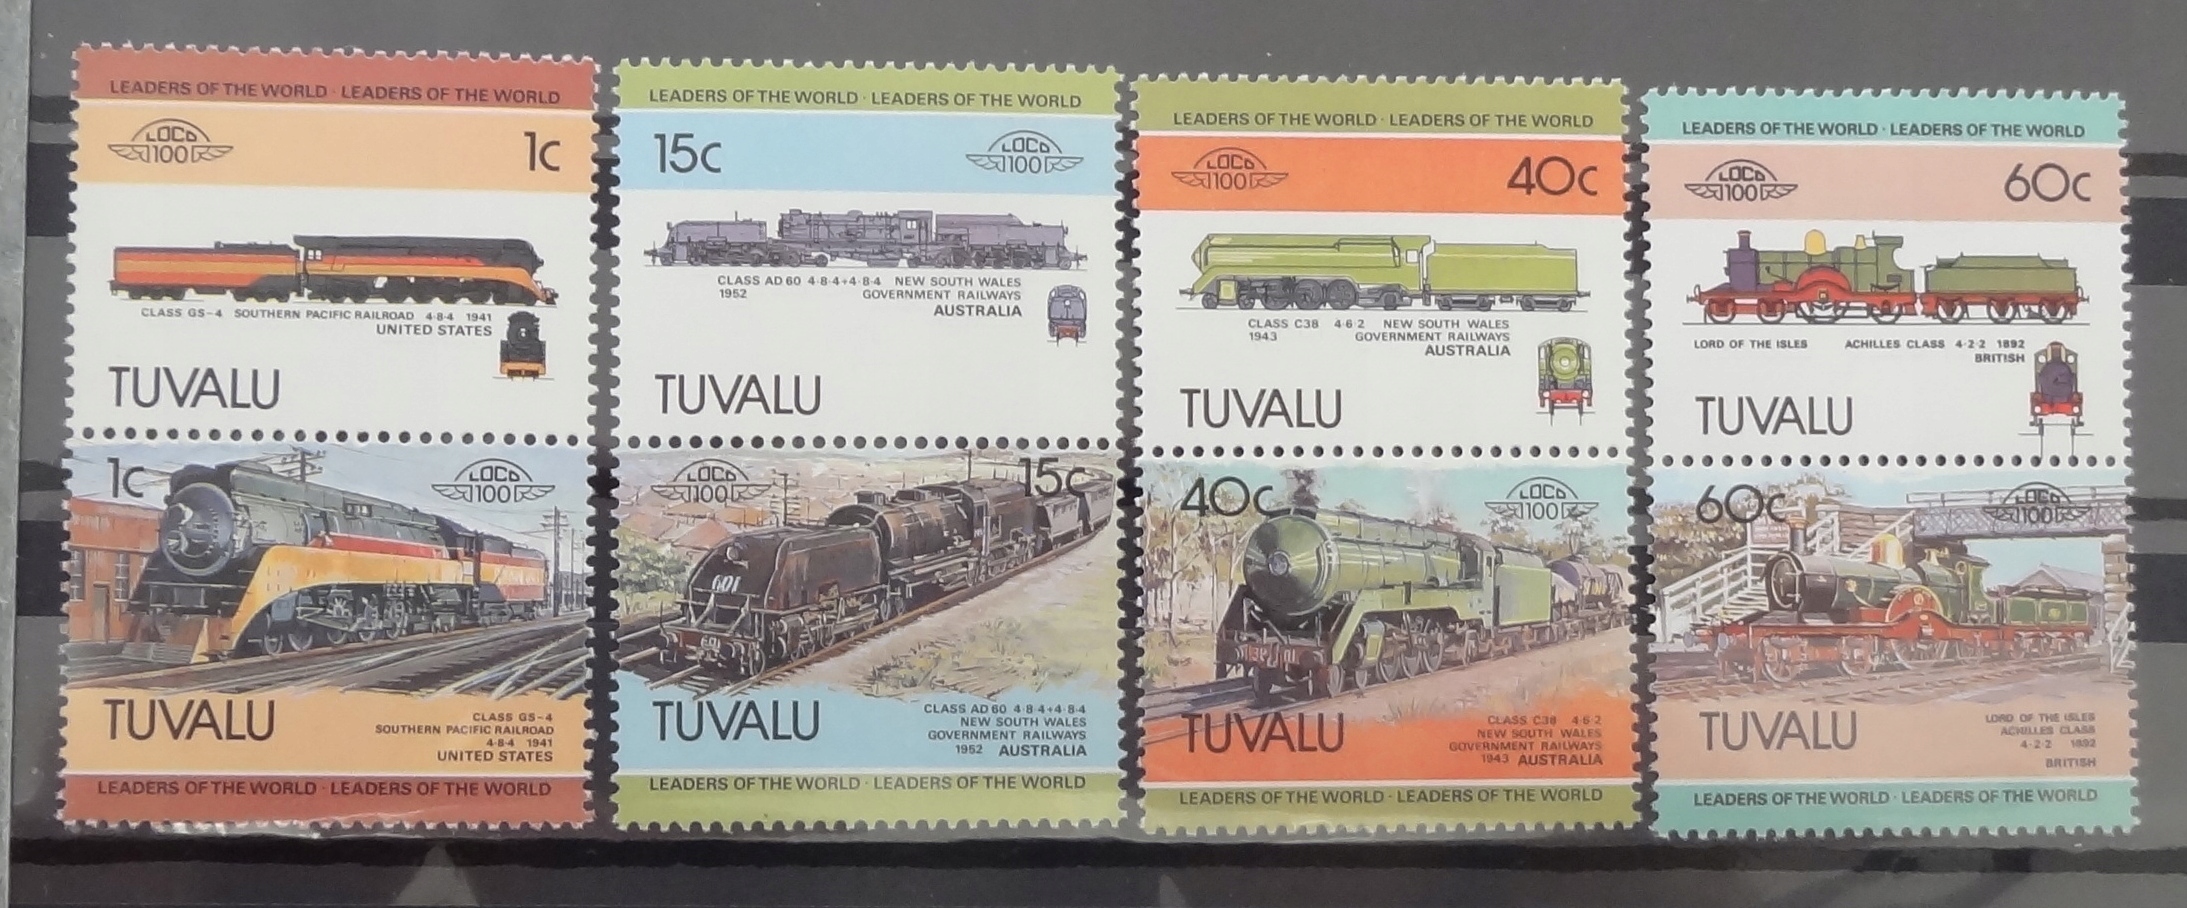 LEADERS OF THE WORLD · LEADERS OF THE WORLD
LOCO
100
1c
CLASS GS-4 SOUTHERN PACIFIC RAILROAD 4·8·4 1941
UNITED STATES
TUVALU
1c
LOCO
100
TUVALU
CLASS GS-4
SOUTHERN PACIFIC RAILROAD
4·8·4 1941
UNITED STATES
LEADERS OF THE WORLD · LEADERS OF THE WORLD
LEADERS OF THE WORLD · LEADERS OF THE WORLD
15c
LOCO
100
CLASS AD 60 4·8·4+4·8·4 NEW SOUTH WALES
1952 GOVERNMENT RAILWAYS
AUSTRALIA
TUVALU
LOCO
100
15c
601
601
TUVALU
CLASS AD 60 4·8·4+4·8·4
NEW SOUTH WALES
GOVERNMENT RAILWAYS
1952 AUSTRALIA
LEADERS OF THE WORLD · LEADERS OF THE WORLD
LEADERS OF THE WORLD · LEADERS OF THE WORLD
LOCO
100
40c
CLASS C38 4·6·2 NEW SOUTH WALES
1943 GOVERNMENT RAILWAYS
AUSTRALIA
TUVALU
40c
LOCO
100
TUVALU
CLASS C38 4·6·2
NEW SOUTH WALES
GOVERNMENT RAILWAYS
1943 AUSTRALIA
LEADERS OF THE WORLD · LEADERS OF THE WORLD
LEADERS OF THE WORLD · LEADERS OF THE WORLD
LOCO
100
60c
LORD OF THE ISLES ACHILLES CLASS 4·2·2 1892
BRITISH
TUVALU
60c
LOCO
100
TUVALU
LORD OF THE ISLES
ACHILLES CLASS
4·2·2 1892
BRITISH
LEADERS OF THE WORLD · LEADERS OF THE WORLD